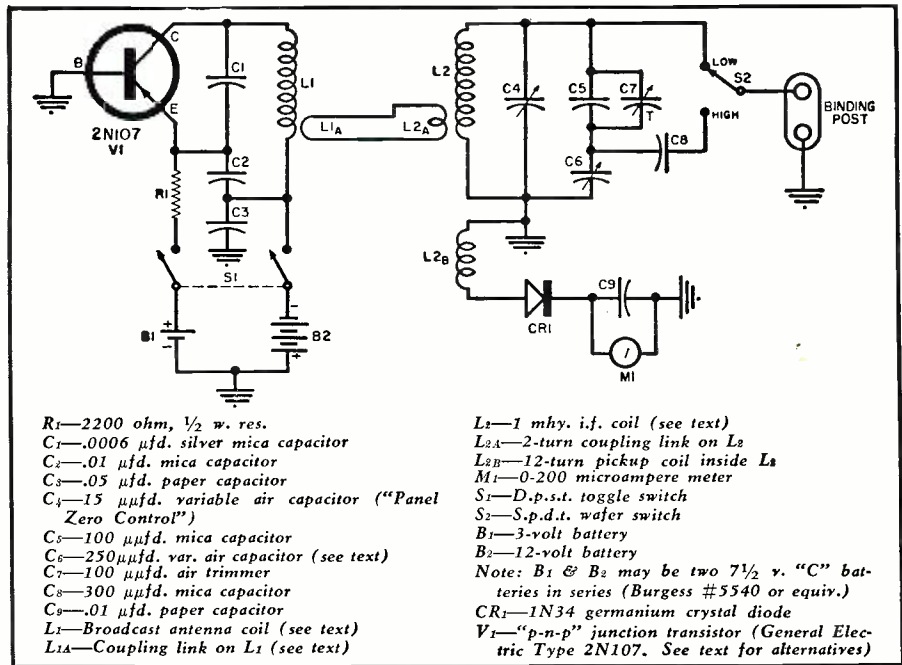 C
B
E
2N107
V1
C1
L1
C2
R1
C3
S1
B1
+
-
-
B2
+
L1A
L2A
L2
C4
C5
C7
T
C6
C8
LOW
S2
HIGH
BINDING
POST
L2B
CR1
C9
M1
R1—2200 ohm, ½ w. res.
C1—.0006 μfd. silver mica capacitor
C2—.01 μfd. mica capacitor
C3—.05 μfd. paper capacitor
C4—15 μμfd. variable air capacitor ("Panel
Zero Control")
C5—100 μμfd. mica capacitor
C6—250μμfd. var. air capacitor (see text)
C7—100 μμfd. air trimmer
C8—300 μμfd. mica capacitor
C9—.01 μfd. paper capacitor
L1—Broadcast antenna coil (see text)
L1A—Coupling link on L1 (see text)
L2—1 mhy. i.f. coil (see text)
L2A—2-turn coupling link on L2
L2B—12-turn pickup coil inside L2
M1—0-200 microampere meter
S1—D.p.s.t. toggle switch
S2—S.p.d.t. wafer switch
B1—3-volt battery
B2—12-volt battery
Note: B1 & B2 may be two 7½ v. "C" bat-
teries in series (Burgess #5540 or equiv.)
CR1—1N34 germanium crystal diode
V1—"p-n-p" junction transistor (General Elec-
tric Type 2N107. See text for alternatives)